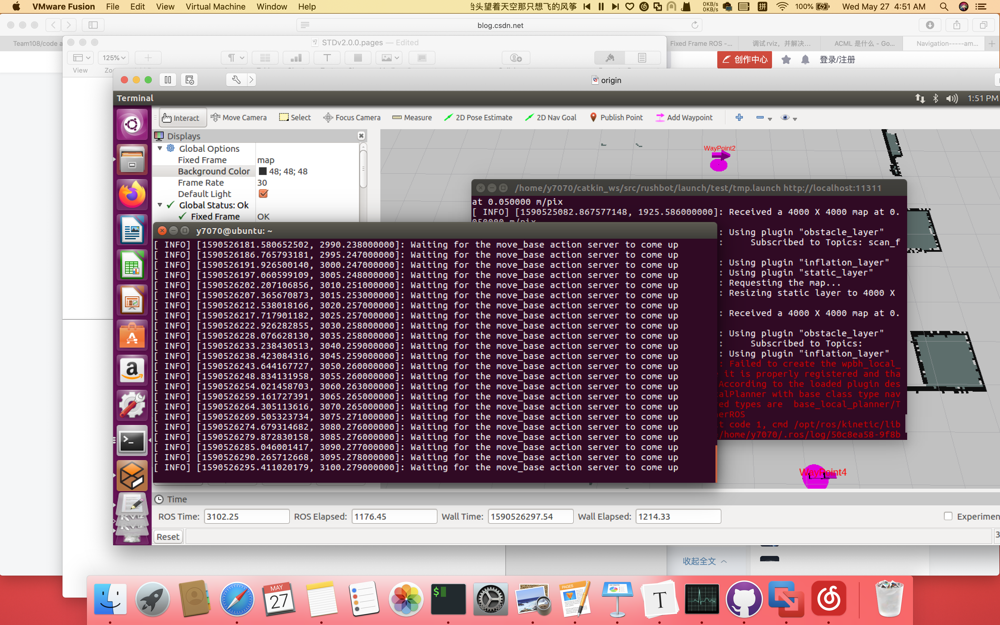 VMware Fusion File Edit View Virtual Machine Window Help
抬头望着天空那只想飞的风筝 0KB/s 0KB/s 拼 100% Wed May 27 4:51 AM
blog.csdn.net
Team108/code a
STDv2.0.0.pages — Edited
Fixed Frame ROS -... 调试 rviz，并解决... ACML 是什么 - Go... Navigation-----am...
125%
View Zo
创作中心 登录/注册
origin
Terminal 1:51 PM
Interact Move Camera Select Focus Camera Measure 2D Pose Estimate 2D Nav Goal Publish Point Add Waypoint
Displays
Global Options
Fixed Frame map
Background Color 48; 48; 48
Frame Rate 30
Default Light
Global Status: Ok
Fixed Frame OK
WayPoint2
/home/y7070/catkin_ws/src/rushbot/launch/test/tmp.launch http://localhost:11311
at 0.050000 m/pix
[ INFO] [1590525082.867577148, 1925.586000000]: Received a 4000 X 4000 map at 0.
050000 m/pix
: Using plugin "obstacle_layer"
: Subscribed to Topics: scan_f
: Using plugin "inflation_layer"
: Using plugin "static_layer"
: Requesting the map...
: Resizing static layer to 4000 X
: Received a 4000 X 4000 map at 0.
: Using plugin "obstacle_layer"
: Subscribed to Topics:
: Using plugin "inflation_layer"
: Failed to create the wpbh_local_
it is properly registered and tha
According to the loaded plugin des
alPlanner with base class type nav
ed types are base_local_planner/T
erROS
t code 1, cmd /opt/ros/kinetic/lib
/home/y7070/.ros/log/50c8ea58-9f8b
y7070@ubuntu: ~
[ INFO] [1590526181.580652502, 2990.238000000]: Waiting for the move_base action server to come up
[ INFO] [1590526186.765793181, 2995.247000000]: Waiting for the move_base action server to come up
[ INFO] [1590526191.926500140, 3000.247000000]: Waiting for the move_base action server to come up
[ INFO] [1590526197.060599109, 3005.248000000]: Waiting for the move_base action server to come up
[ INFO] [1590526202.207106856, 3010.251000000]: Waiting for the move_base action server to come up
[ INFO] [1590526207.365670873, 3015.253000000]: Waiting for the move_base action server to come up
[ INFO] [1590526212.538018166, 3020.257000000]: Waiting for the move_base action server to come up
[ INFO] [1590526217.717901182, 3025.257000000]: Waiting for the move_base action server to come up
[ INFO] [1590526222.926282855, 3030.258000000]: Waiting for the move_base action server to come up
[ INFO] [1590526228.076628130, 3035.258000000]: Waiting for the move_base action server to come up
[ INFO] [1590526233.238430513, 3040.259000000]: Waiting for the move_base action server to come up
[ INFO] [1590526238.423084316, 3045.259000000]: Waiting for the move_base action server to come up
[ INFO] [1590526243.644167727, 3050.260000000]: Waiting for the move_base action server to come up
[ INFO] [1590526248.834131958, 3055.260000000]: Waiting for the move_base action server to come up
[ INFO] [1590526254.021458703, 3060.263000000]: Waiting for the move_base action server to come up
[ INFO] [1590526259.161727391, 3065.265000000]: Waiting for the move_base action server to come up
[ INFO] [1590526264.305113616, 3070.265000000]: Waiting for the move_base action server to come up
[ INFO] [1590526269.505323734, 3075.271000000]: Waiting for the move_base action server to come up
[ INFO] [1590526274.679314682, 3080.276000000]: Waiting for the move_base action server to come up
[ INFO] [1590526279.872830158, 3085.276000000]: Waiting for the move_base action server to come up
[ INFO] [1590526285.046001417, 3090.277000000]: Waiting for the move_base action server to come up
[ INFO] [1590526290.265712668, 3095.278000000]: Waiting for the move_base action server to come up
[ INFO] [1590526295.411020179, 3100.279000000]: Waiting for the move_base action server to come up
WayPoint4
Time
ROS Time: 3102.25 ROS Elapsed: 1176.45 Wall Time: 1590526297.54 Wall Elapsed: 1214.33 Experimen
Reset 3
收起全文
MAY
27
PAGES
KEYNOTE
T